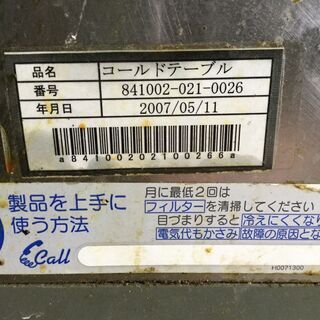 品名 コールドテーブル
番号 841002-021-0026
年月日 2007/05/11
a84100202100266a
製品を上手に
使う方法
Call
月に最低2回は
フィルターを清掃してください
目づまりすると冷えにくくなり
電気代もかさみ故障の原因とな
H0071300